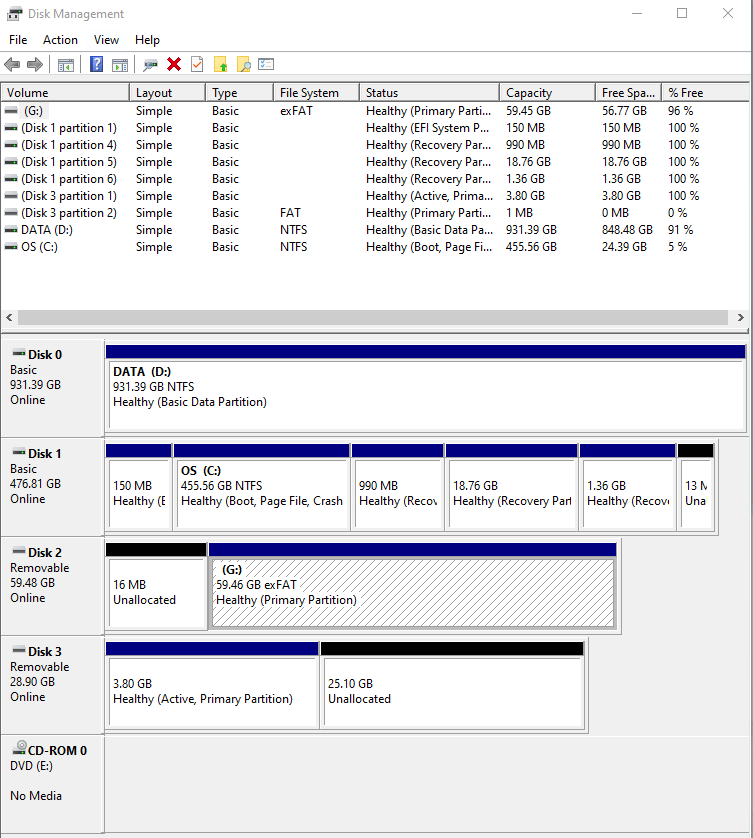 Disk Management
File Action View Help
Volume Layout Type File System Status Capacity Free Spa... % Free
(G:) Simple Basic exFAT Healthy (Primary Parti... 59.45 GB 56.77 GB 96 %
(Disk 1 partition 1) Simple Basic Healthy (EFI System P... 150 MB 150 MB 100 %
(Disk 1 partition 4) Simple Basic Healthy (Recovery Par... 990 MB 990 MB 100 %
(Disk 1 partition 5) Simple Basic Healthy (Recovery Par... 18.76 GB 18.76 GB 100 %
(Disk 1 partition 6) Simple Basic Healthy (Recovery Par... 1.36 GB 1.36 GB 100 %
(Disk 3 partition 1) Simple Basic Healthy (Active, Prima... 3.80 GB 3.80 GB 100 %
(Disk 3 partition 2) Simple Basic FAT Healthy (Primary Parti... 1 MB 0 MB 0 %
DATA (D:) Simple Basic NTFS Healthy (Basic Data Pa... 931.39 GB 848.48 GB 91 %
OS (C:) Simple Basic NTFS Healthy (Boot, Page Fi... 455.56 GB 24.39 GB 5 %
Disk 0
Basic
931.39 GB
Online
DATA (D:)
931.39 GB NTFS
Healthy (Basic Data Partition)
Disk 1
Basic
476.81 GB
Online
150 MB
Healthy (E
OS (C:)
455.56 GB NTFS
Healthy (Boot, Page File, Crash
990 MB
Healthy (Recov
18.76 GB
Healthy (Recovery Part
1.36 GB
Healthy (Recove
13 M
Una
Disk 2
Removable
59.48 GB
Online
16 MB
Unallocated
(G:)
59.46 GB exFAT
Healthy (Primary Partition)
Disk 3
Removable
28.90 GB
Online
3.80 GB
Healthy (Active, Primary Partition)
25.10 GB
Unallocated
CD-ROM 0
DVD (E:)
No Media